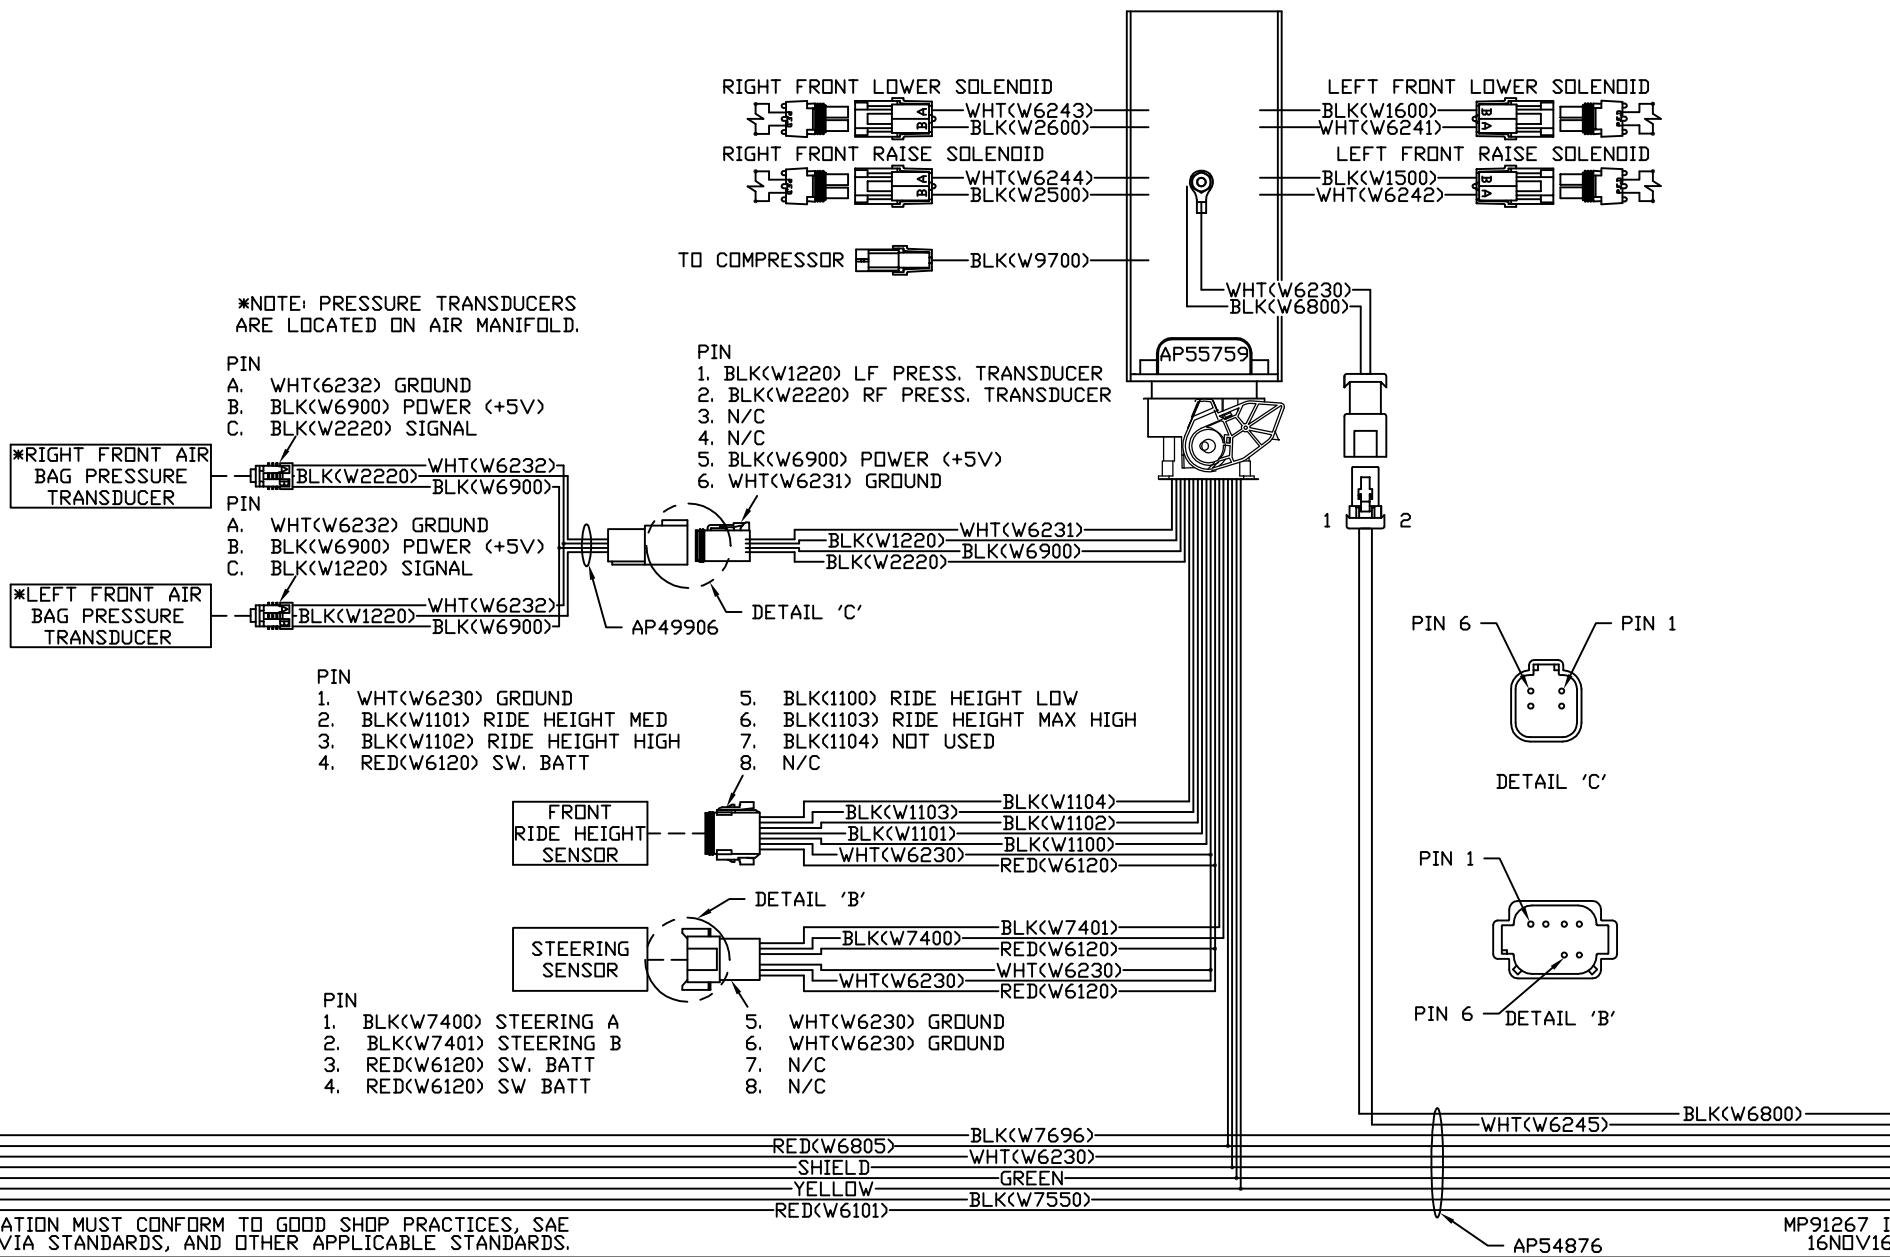 RIGHT FRONT LOWER SOLENOID
WHT(W6243)
BLK(W2600)
A
B
RIGHT FRONT RAISE SOLENOID
WHT(W6244)
BLK(W2500)
A
B
LEFT FRONT LOWER SOLENOID
BLK(W1600)
WHT(W6241)
B
A
LEFT FRONT RAISE SOLENOID
BLK(W1500)
WHT(W6242)
B
A
TO COMPRESSOR
BLK(W9700)
WHT(W6230)
BLK(W6800)
AP55759
*NOTE: PRESSURE TRANSDUCERS
ARE LOCATED ON AIR MANIFOLD.
PIN
A. WHT(6232) GROUND
B. BLK(W6900) POWER (+5V)
C. BLK(W2220) SIGNAL
*RIGHT FRONT AIR
BAG PRESSURE
TRANSDUCER
WHT(W6232)
BLK(W2220)
BLK(W6900)
PIN
A. WHT(W6232) GROUND
B. BLK(W6900) POWER (+5V)
C. BLK(W1220) SIGNAL
*LEFT FRONT AIR
BAG PRESSURE
TRANSDUCER
WHT(W6232)
BLK(W1220)
BLK(W6900)
AP49906
PIN
1. BLK(W1220) LF PRESS. TRANSDUCER
2. BLK(W2220) RF PRESS. TRANSDUCER
3. N/C
4. N/C
5. BLK(W6900) POWER (+5V)
6. WHT(W6231) GROUND
WHT(W6231)
BLK(W1220)
BLK(W6900)
BLK(W2220)
DETAIL 'C'
1
2
PIN 6
PIN 1
DETAIL 'C'
PIN
1. WHT(W6230) GROUND
2. BLK(W1101) RIDE HEIGHT MED
3. BLK(W1102) RIDE HEIGHT HIGH
4. RED(W6120) SW. BATT
5. BLK(1100) RIDE HEIGHT LOW
6. BLK(1103) RIDE HEIGHT MAX HIGH
7. BLK(1104) NOT USED
8. N/C
FRONT
RIDE HEIGHT
SENSOR
BLK(W1104)
BLK(W1103)
BLK(W1102)
BLK(W1101)
BLK(W1100)
WHT(W6230)
RED(W6120)
PIN 1
PIN 6
DETAIL 'B'
DETAIL 'B'
STEERING
SENSOR
BLK(W7401)
BLK(W7400)
RED(W6120)
WHT(W6230)
WHT(W6230)
RED(W6120)
PIN
1. BLK(W7400) STEERING A
2. BLK(W7401) STEERING B
3. RED(W6120) SW. BATT
4. RED(W6120) SW BATT
5. WHT(W6230) GROUND
6. WHT(W6230) GROUND
7. N/C
8. N/C
BLK(W6800)
WHT(W6245)
BLK(W7696)
RED(W6805)
WHT(W6230)
SHIELD
GREEN
YELLOW
BLK(W7550)
RED(W6101)
AP54876
ATION MUST CONFORM TO GOOD SHOP PRACTICES, SAE
VIA STANDARDS, AND OTHER APPLICABLE STANDARDS.
MP91267 I
16NOV16